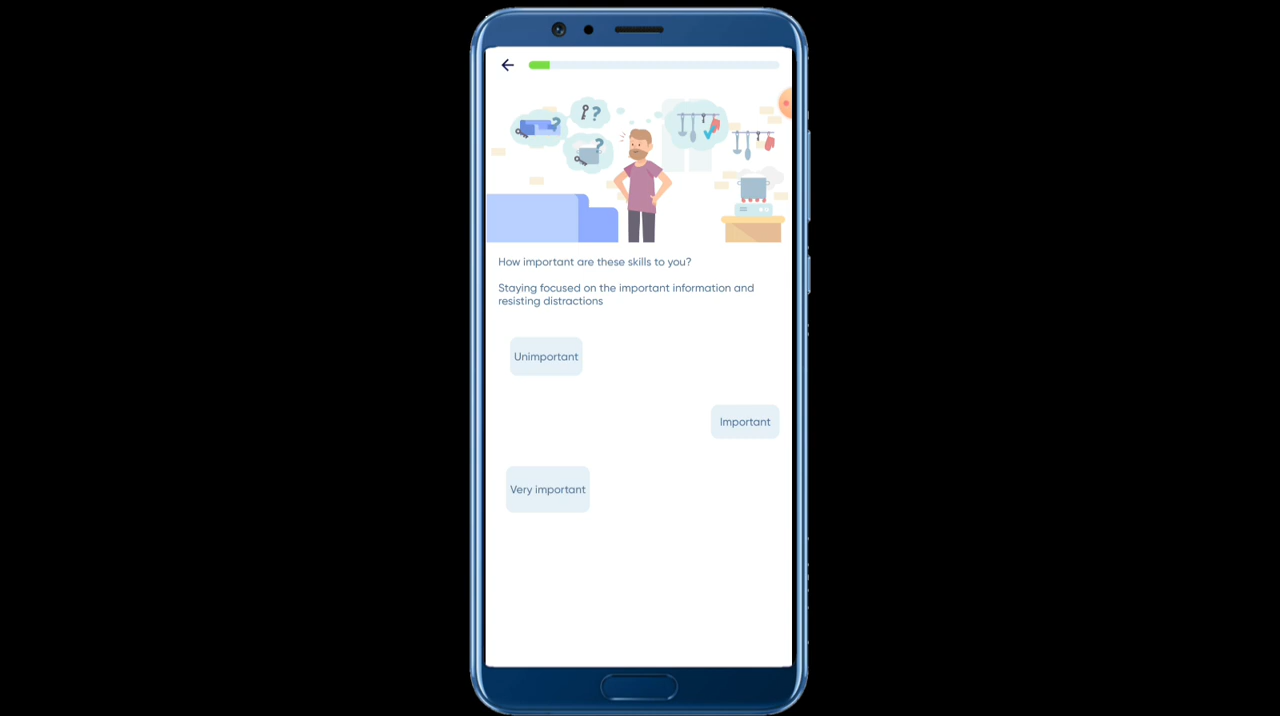 How important are these skills to you?
Staying focused on the important information and
resisting distractions
Unimportant
Important
Very important